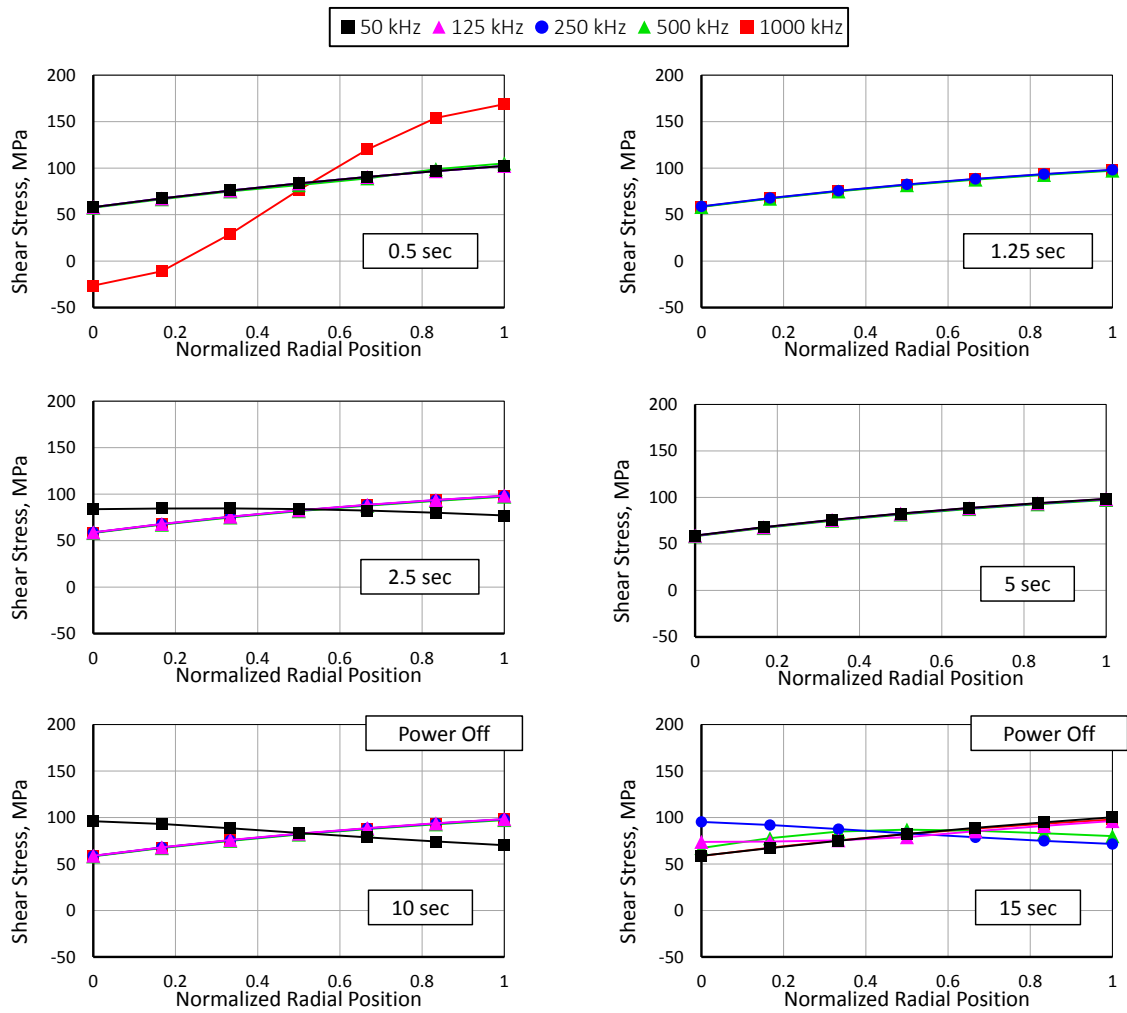 50 kHz 125 kHz 250 kHz 500 kHz 1000 kHz
Shear Stress, MPa
200
150
100
50
0
-50
0.5 sec
0 0.2 0.4 0.6 0.8 1
Normalized Radial Position
Shear Stress, MPa
200
150
100
50
0
-50
1.25 sec
0 0.2 0.4 0.6 0.8 1
Normalized Radial Position
Shear Stress, MPa
200
150
100
50
0
-50
2.5 sec
0 0.2 0.4 0.6 0.8 1
Normalized Radial Position
Shear Stress, MPa
200
150
100
50
0
-50
5 sec
0 0.2 0.4 0.6 0.8 1
Normalized Radial Position
Power Off
Shear Stress, MPa
200
150
100
50
0
-50
10 sec
0 0.2 0.4 0.6 0.8 1
Normalized Radial Position
Power Off
Shear Stress, MPa
200
150
100
50
0
-50
15 sec
0 0.2 0.4 0.6 0.8 1
Normalized Radial Position